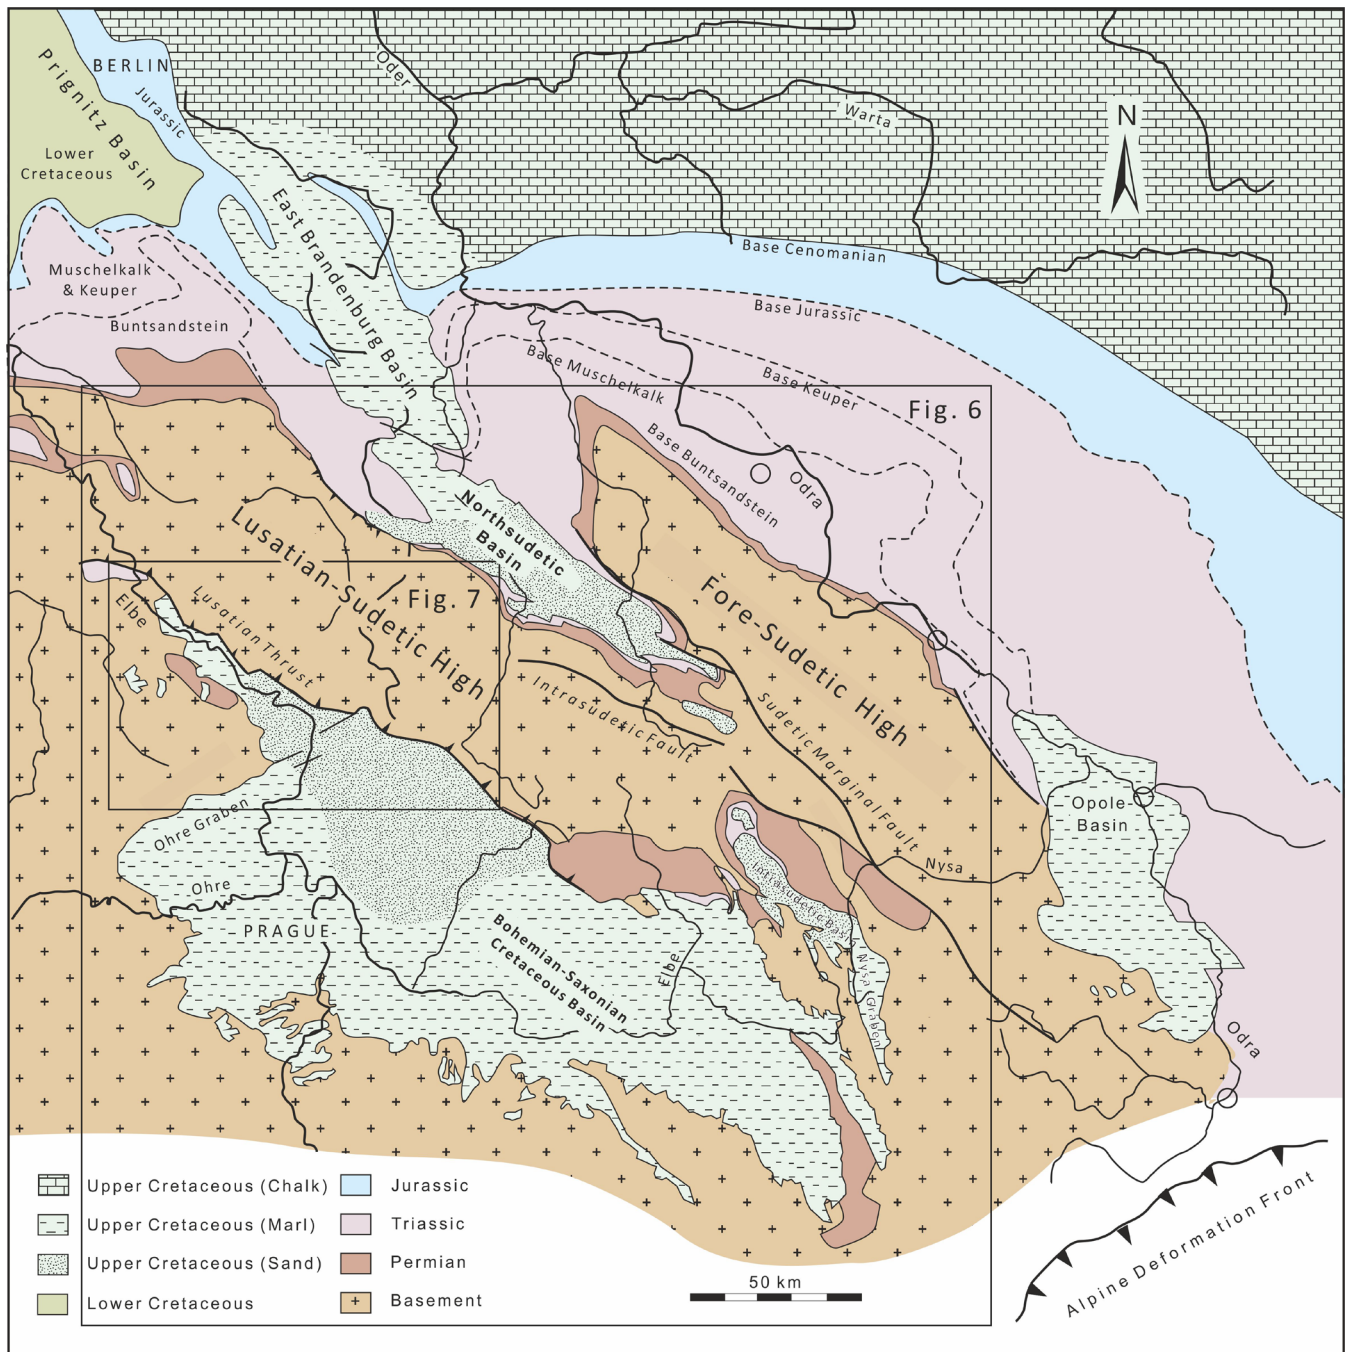 BERLIN
Prignitz Basin
Jurassic
Lower
Cretaceous
Oder
Warta
N
East Brandenburg Basin
Base Cenomanian
Muschelkalk
& Keuper
Buntsandstein
Base Jurassic
Base Muschelkalk
Base Keuper
Fig. 6
Base Buntsandstein
Odra
Northsudetic
Basin
Lusatian-Sudetic High
Fig. 7
Fore-Sudetic High
Elbe
Lusatian Thrust
Intrasudetic Fault
Sudetic Marginal Fault
Opole-
Basin
Ohre Graben
Nysa
Ohre
PRAGUE
Bohemian-Saxonian
Cretaceous Basin
Elbe
Nysa Graben
Odra
Upper Cretaceous (Chalk)
Upper Cretaceous (Marl)
Upper Cretaceous (Sand)
Lower Cretaceous
Jurassic
Triassic
Permian
Basement
50 km
Alpine Deformation Front